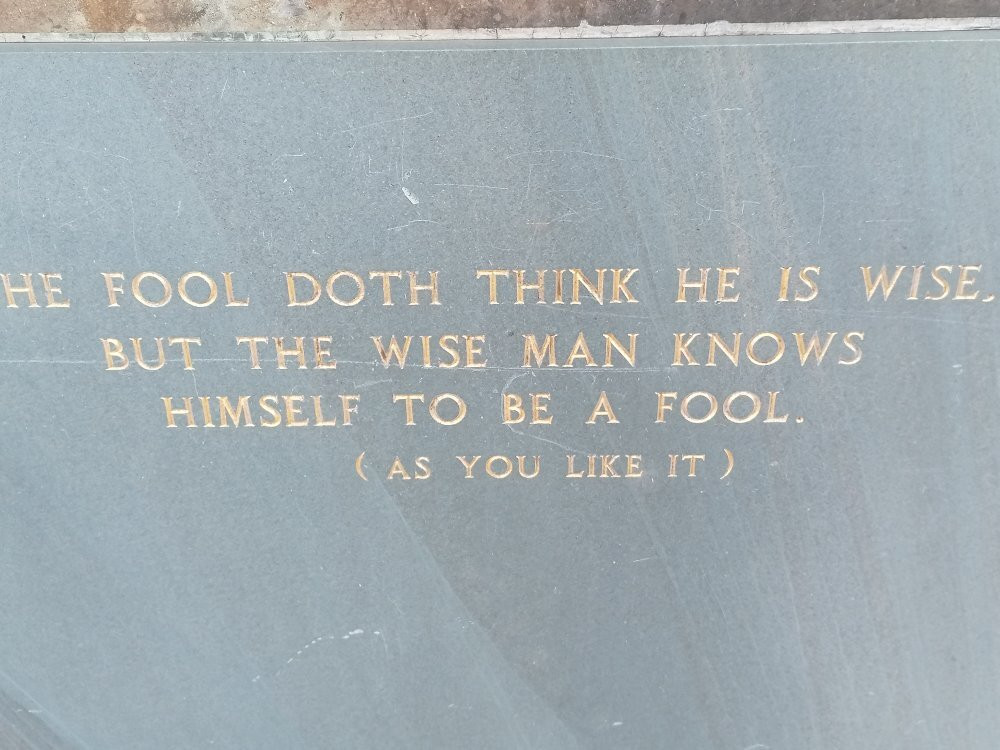 HE FOOL DOTH THINK HE IS WISE,
BUT THE WISE MAN KNOWS
HIMSELF TO BE A FOOL.
(AS YOU LIKE IT)